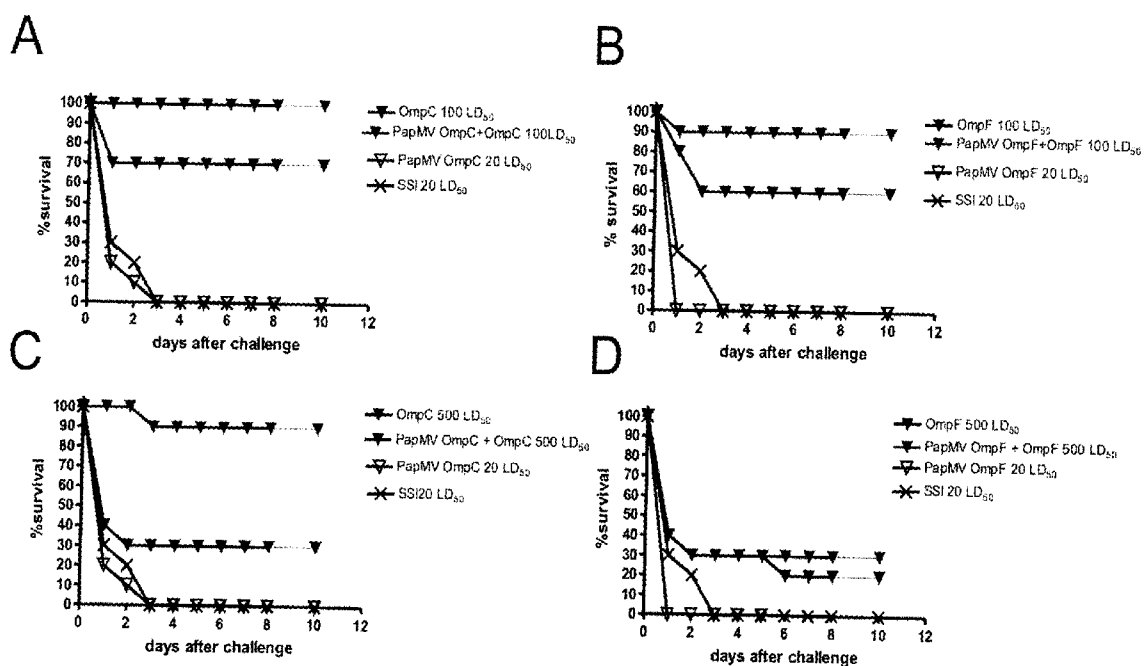 A
100
90
80
70
60
50
40
30
20
10
0
%survival
0 2 4 6 8 10 12
days after challenge
OmpC 100 LD50
PapMV OmpC+OmpC 100LD50
PapMV OmpC 20 LD50
SSI 20 LD50
B
100
90
80
70
60
50
40
30
20
10
0
% survival
0 2 4 6 8 10 12
days after challenge
OmpF 100 LD50
PapMV OmpF+OmpF 100 LD50
PapMV OmpF 20 LD50
SSI 20 LD50
C
100
90
80
70
60
50
40
30
20
10
0
%survival
0 2 4 6 8 10 12
days after challenge
OmpC 500 LD50
PapMV OmpC + OmpC 500 LD50
PapMV OmpC 20 LD50
SSI20 LD50
D
100
90
80
70
60
50
40
30
20
10
0
%survival
0 2 4 6 8 10 12
days after challenge
OmpF 500 LD50
PapMV OmpF + OmpF 500 LD50
PapMV OmpF 20 LD50
SSI 20 LD50